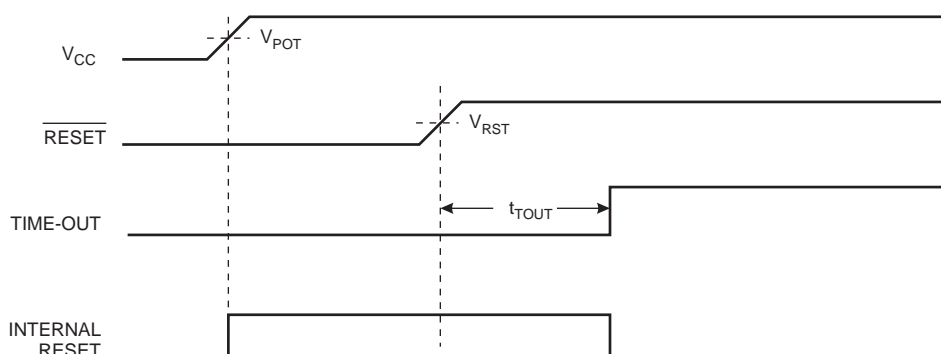 VCC
VPOT
RESET
VRST
TIME-OUT
tTOUT
INTERNAL
RESET